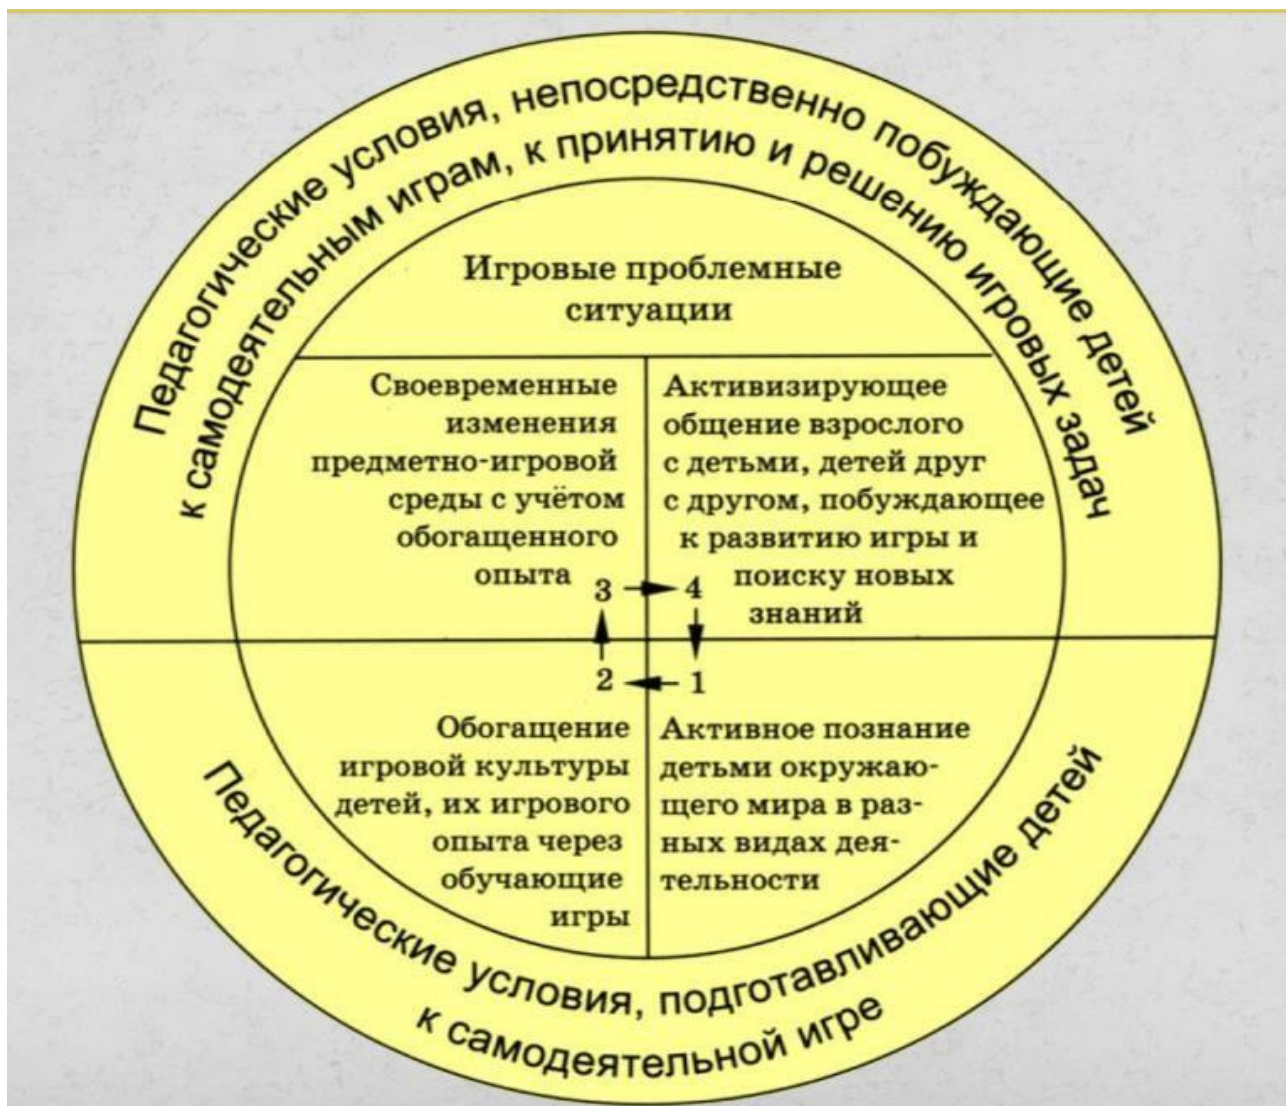 Педагогические условия, непосредственно побуждающие детей
к самодеятельным играм, к принятию и решению игровых задач
Игровые проблемные
ситуации
Своевременные
изменения
предметно-игровой
среды с учётом
обогащенного
опыта
3
Активизирующее
общение взрослого
с детьми, детей друг
с другом, побуждающее
к развитию игры и
поиску новых
знаний
4
2
Обогащение
игровой культуры
детей, их игрового
опыта через
обучающие
игры
1
Активное познание
детьми окружаю-
щего мира в раз-
ных видах дея-
тельности
Педагогические условия, подготавливающие детей
к самодеятельной игре